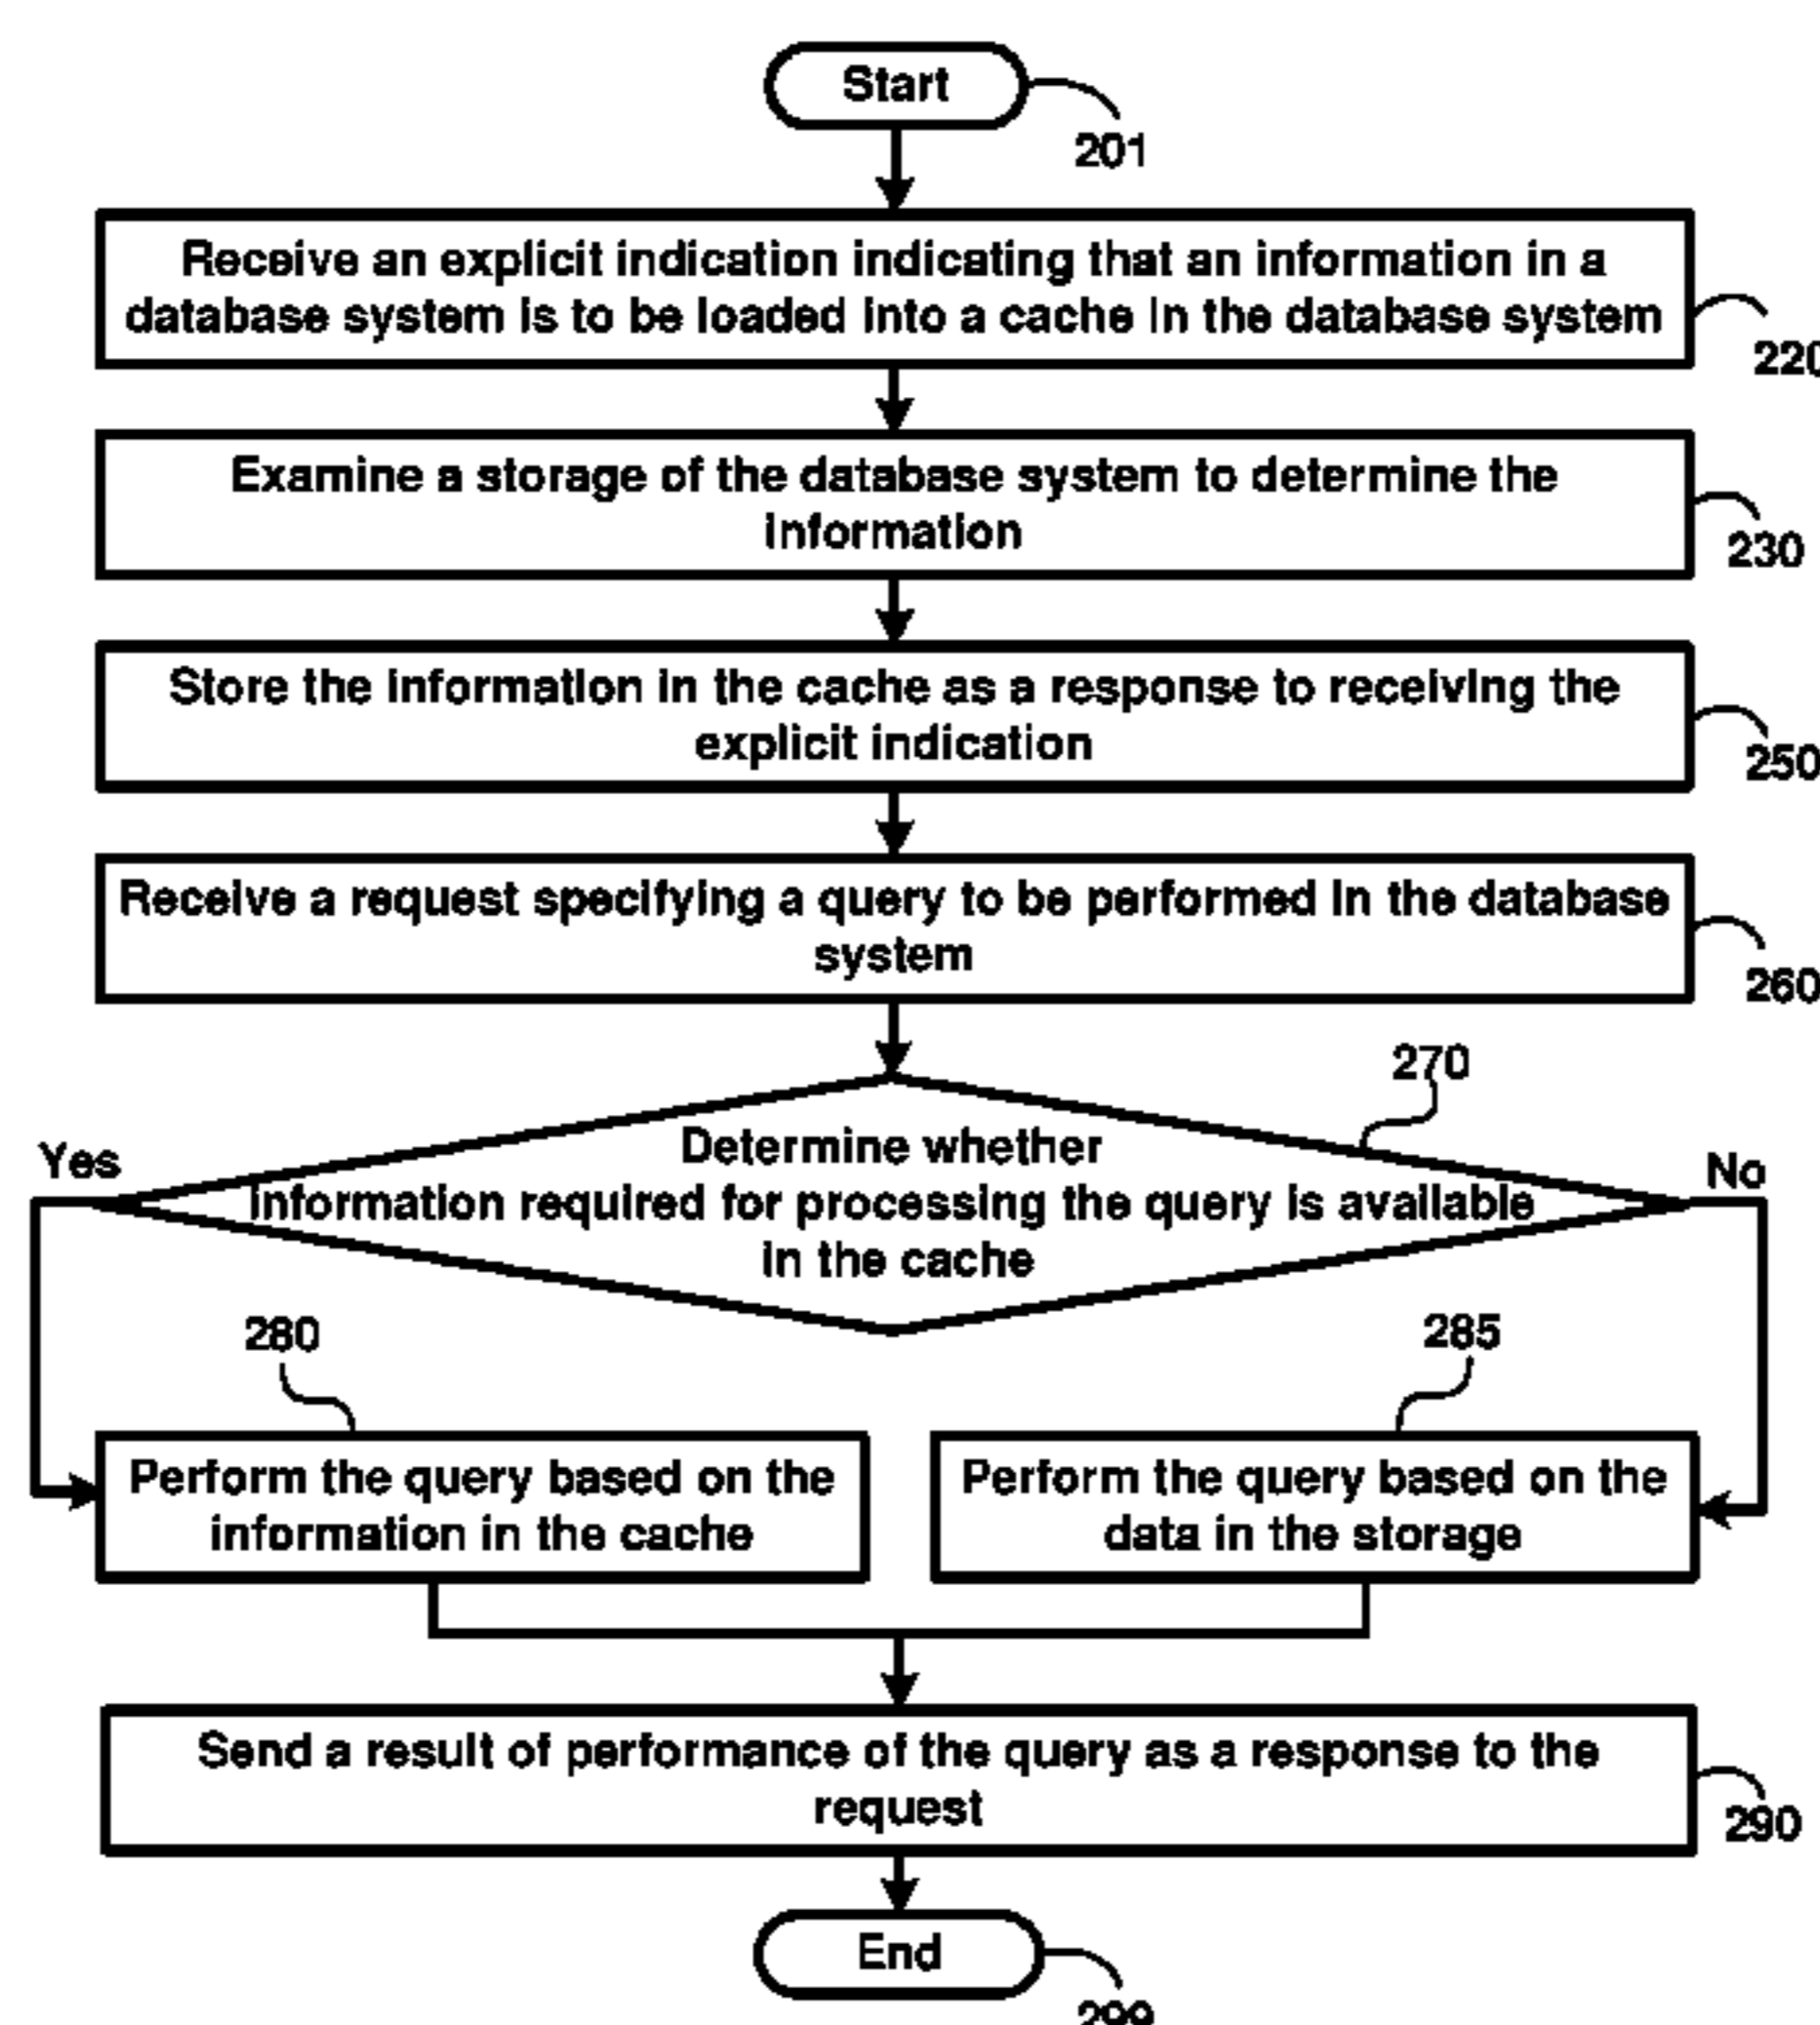 Start
201
Receive an explicit indication indicating that an information in a
database system is to be loaded into a cache in the database system
220
Examine a storage of the database system to determine the
information
230
Store the information in the cache as a response to receiving the
explicit indication
250
Receive a request specifying a query to be performed in the database
system
260
270
Yes
No
Determine whether
information required for processing the query is available
in the cache
280
285
Perform the query based on the
information in the cache
Perform the query based on the
data in the storage
Send a result of performance of the query as a response to the
request
290
End
299